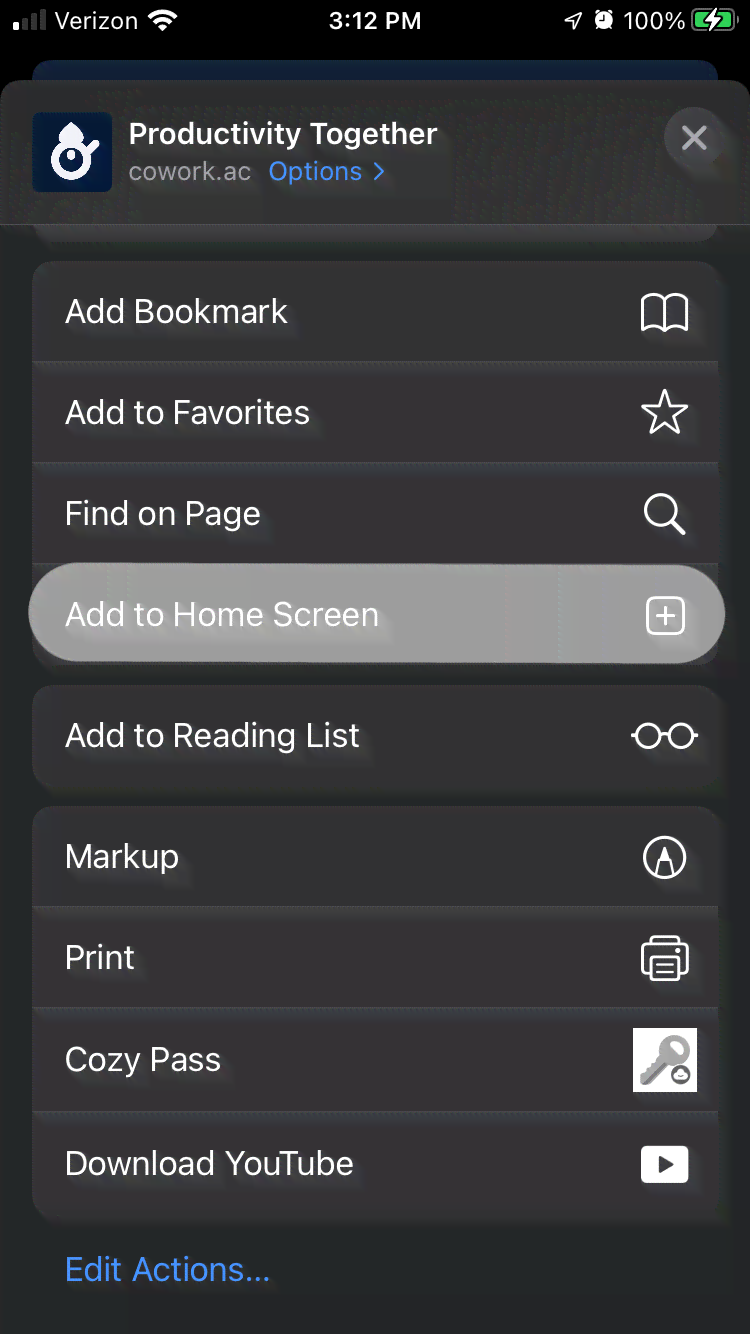 Verizon 3:12 PM 100%
Productivity Together
cowork.ac Options >
Add Bookmark
Add to Favorites
Find on Page
Add to Home Screen
Add to Reading List
Markup
Print
Cozy Pass
Download YouTube
Edit Actions...